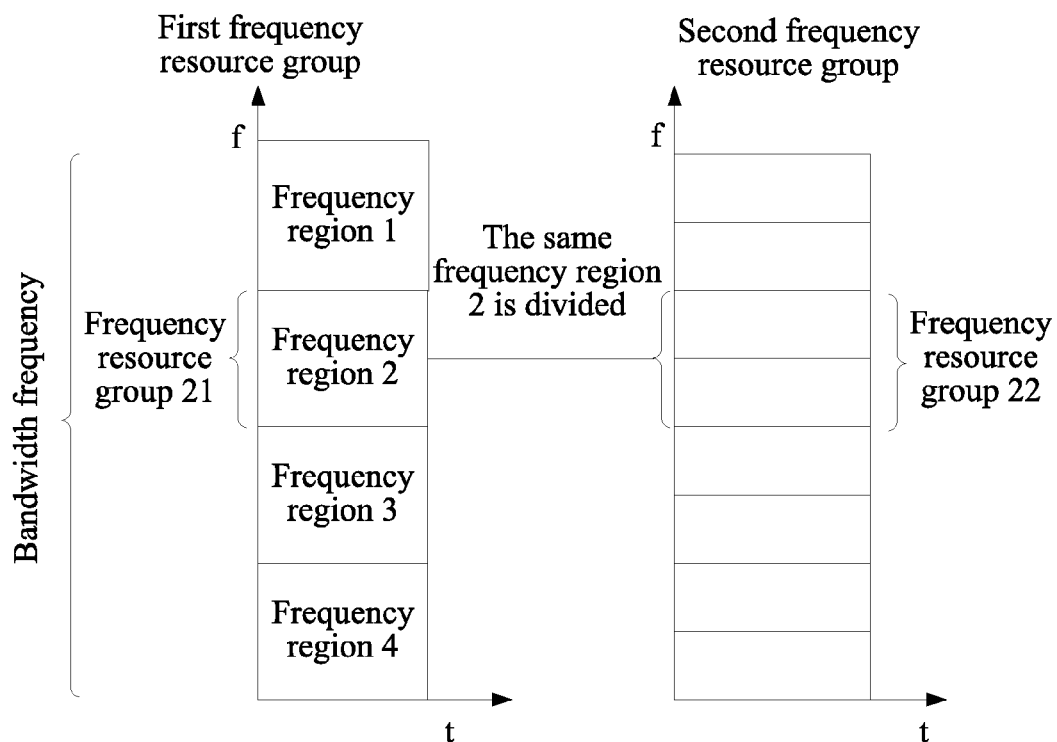 First frequency
resource group
Second frequency
resource group
f
f
Frequency
region 1
The same
frequency region
2 is divided
Bandwidth frequency
Frequency
resource
group 21
Frequency
region 2
Frequency
resource
group 22
Frequency
region 3
Frequency
region 4
t
t